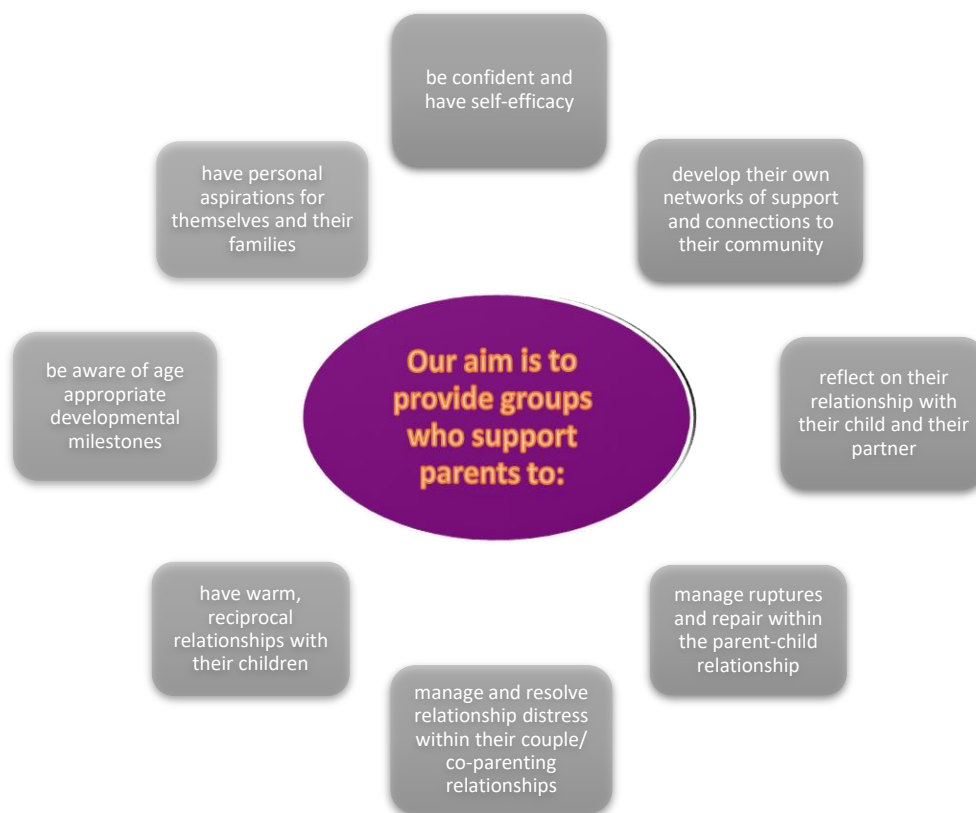 be confident and
have self-efficacy
develop their own
networks of support
and connections to
their community
reflect on their
relationship with
their child and their
partner
manage ruptures
and repair within
the parent-child
relationship
manage and resolve
relationship distress
within their couple/
co-parenting
relationships
have warm,
reciprocal
relationships with
their children
be aware of age
appropriate
developmental
milestones
have personal
aspirations for
themselves and their
families
Our aim is to
provide groups
who support
parents to: